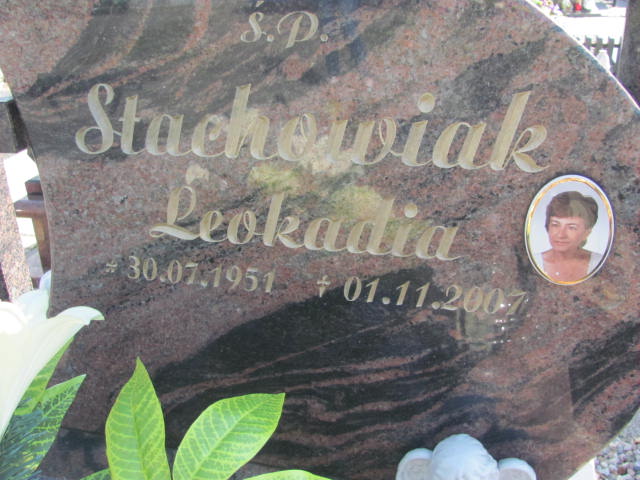 Ś.P.
Stachowiak
Leokadia
* 30.07.1951 † 01.11.2007